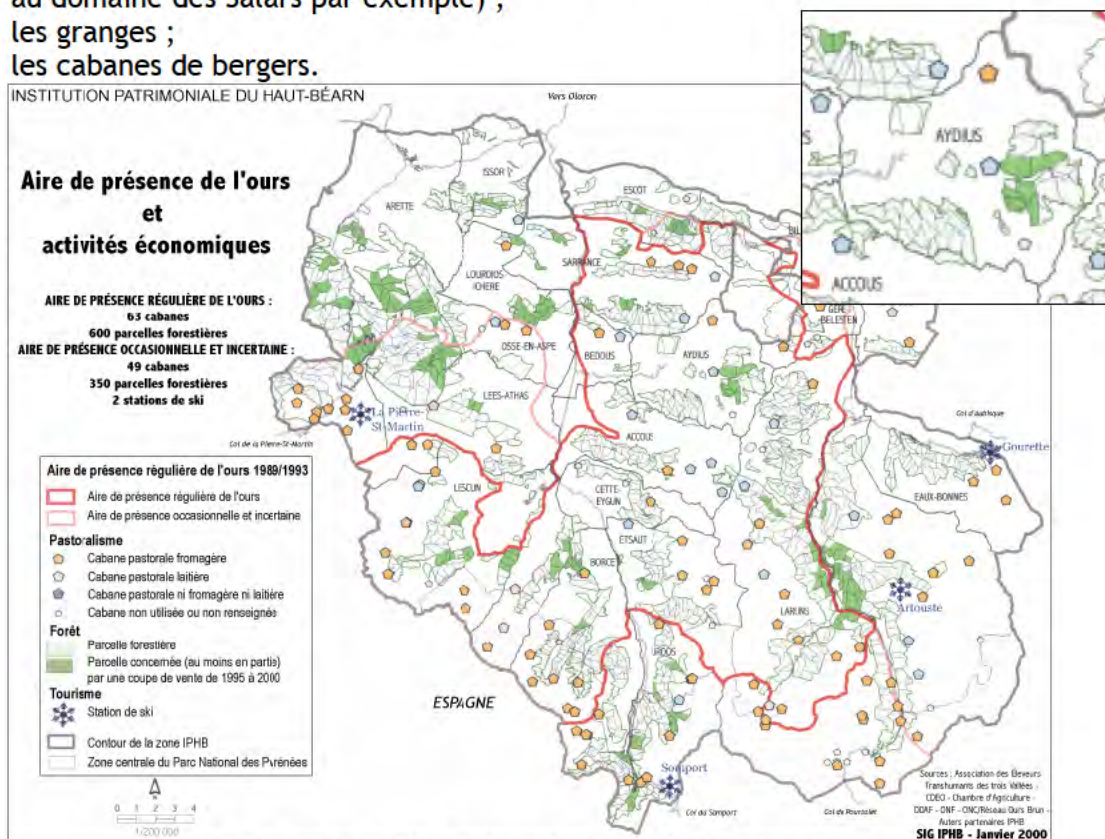 au domaine des Salars par exemple) ;
les granges ;
les cabanes de bergers.
INSTITUTION PATRIMONIALE DU HAUT-BÉARN
Vers Oloron
Aire de présence de l'ours
et
activités économiques
AIRE DE PRÉSENCE RÉGULIÈRE DE L'OURS :
63 cabanes
600 parcelles forestières
AIRE DE PRÉSENCE OCCASIONNELLE ET INCERTAINE :
49 cabanes
350 parcelles forestières
2 stations de ski
AYDIUS
ACCOUS
ISSOR
ESCOT
ARETTE
SARRANCE
LOURDIOS
ICHERE
OSSE-EN-ASPE
BEDOUS
AYDIUS
BELESTEN
LEES-ATHAS
La Pierre-
St-Martin
Col de la Pierre-St-Martin
ACCOUS
Col d'Aubisque
Gourette
LESCUN
CETTE-
EYGUN
EAUX-BONNES
ETSAUT
BORCE
LARUNS
Artouste
URDOS
ESPAGNE
Somport
Col du Somport
Col du Pourtalet
Aire de présence régulière de l'ours 1989/1993
Aire de présence régulière de l'ours
Aire de présence occasionnelle et incertaine
Pastoralisme
Cabane pastorale fromagère
Cabane pastorale laitière
Cabane pastorale ni fromagère ni laitière
Cabane non utilisée ou non renseignée
Forêt
Parcelle forestière
Parcelle concernée (au moins en partie)
par une coupe de vente de 1995 à 2000
Tourisme
Station de ski
Contour de la zone IPHB
Zone centrale du Parc National des Pyrénées
0 1 2 3 4
1/200 000
Sources : Association des Eleveurs
Transhumants des trois Vallées -
CDEO - Chambre d'Agriculture -
DDAF - ONF - ONC/Réseau Ours Brun -
Autres partenaires IPHB
SIG IPHB - Janvier 2000